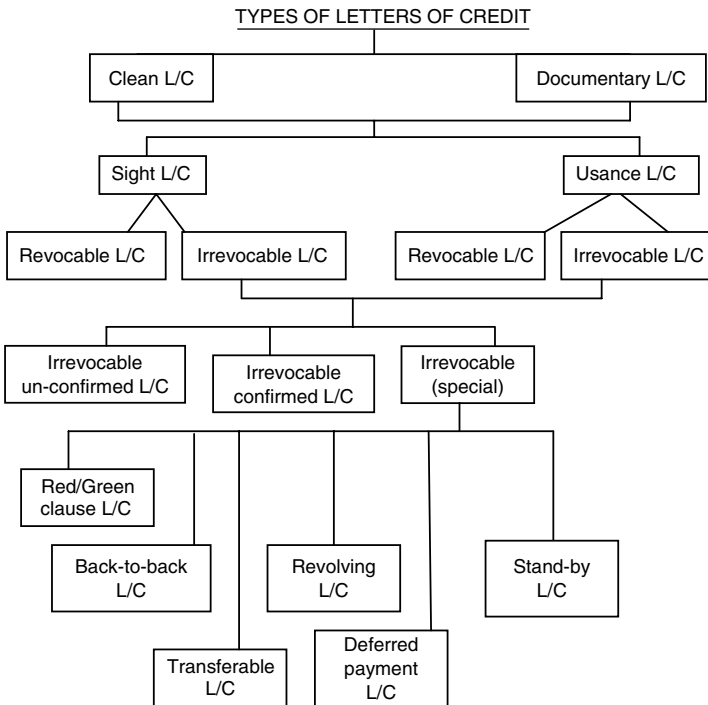 TYPES OF LETTERS OF CREDIT
Clean L/C
Documentary L/C
Sight L/C
Usance L/C
Revocable L/C
Irrevocable L/C
Revocable L/C
Irrevocable L/C
Irrevocable
un-confirmed L/C
Irrevocable
confirmed L/C
Irrevocable
(special)
Red/Green
clause L/C
Back-to-back
L/C
Revolving
L/C
Stand-by
L/C
Transferable
L/C
Deferred
payment
L/C